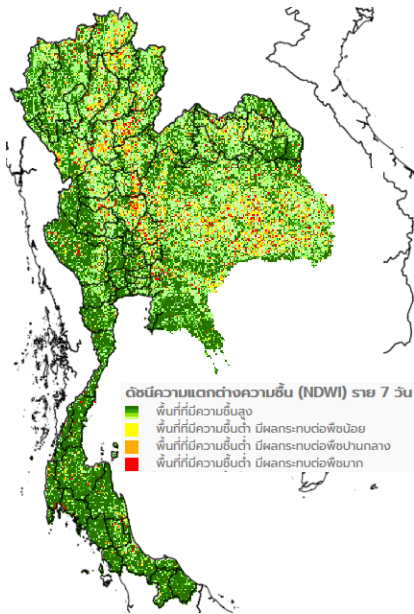 ดัชนีความแตกต่างความชื้น (NDWI) ราย 7 วัน
พื้นที่ที่มีความชื้นสูง
พื้นที่ที่มีความชื้นต่ำ มีผลกระทบต่อพืชน้อย
พื้นที่ที่มีความชื้นต่ำ มีผลกระทบต่อพืชปานกลาง
พื้นที่ที่มีความชื้นต่ำ มีผลกระทบต่อพืชมาก